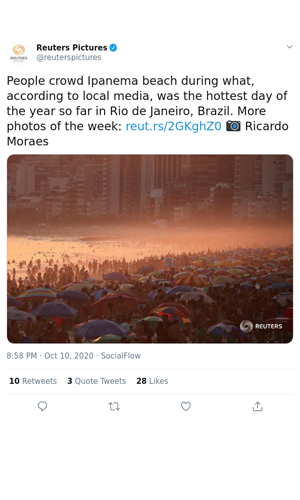 Reuters Pictures
@reuterspictures
REUTERS
People crowd Ipanema beach during what,
according to local media, was the hottest day of
the year so far in Rio de Janeiro, Brazil. More
photos of the week: reut.rs/2GKghZ0 📷 Ricardo
Moraes
REUTERS
8:58 PM · Oct 10, 2020 · SocialFlow
10 Retweets 3 Quote Tweets 28 Likes